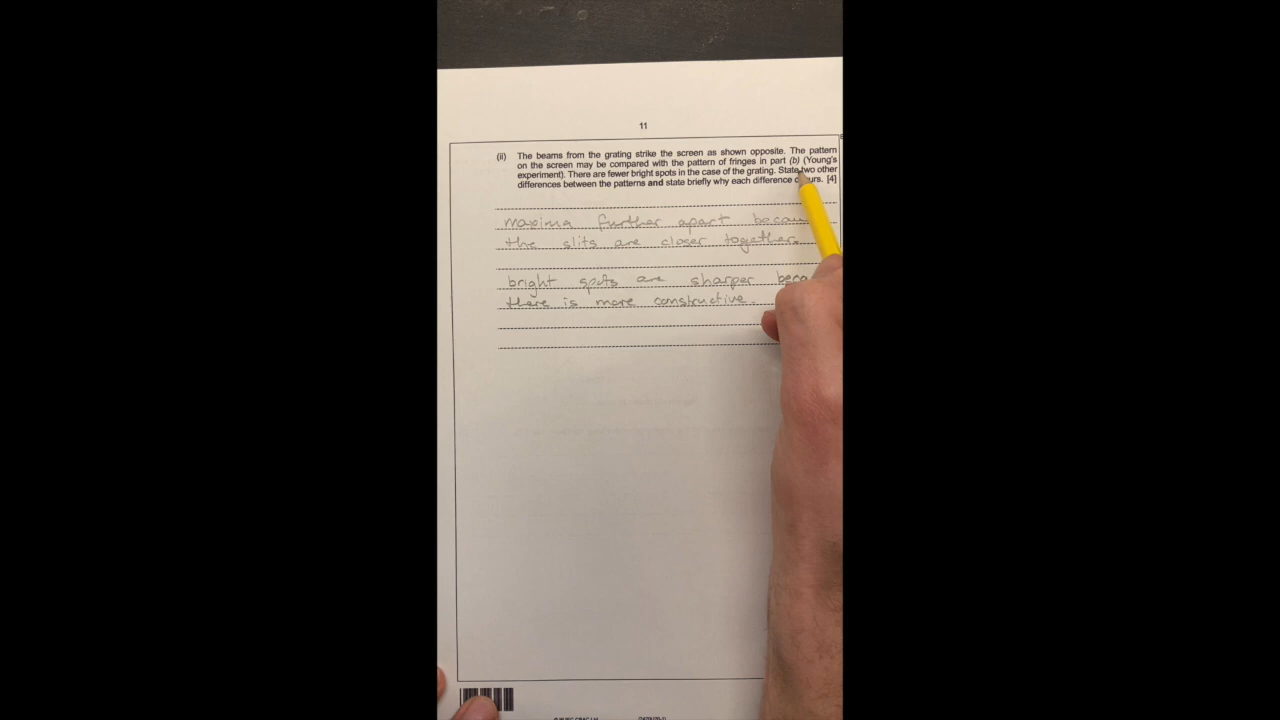 11
(ii) The beams from the grating strike the screen as shown opposite. The pattern
on the screen may be compared with the pattern of fringes in part (b) (Young's
experiment). There are fewer bright spots in the case of the grating. State two other
differences between the patterns and state briefly why each difference urs. [4]
maxima further apart becau
the slits are closer together.
bright spots are sharper beca
there is more constructive